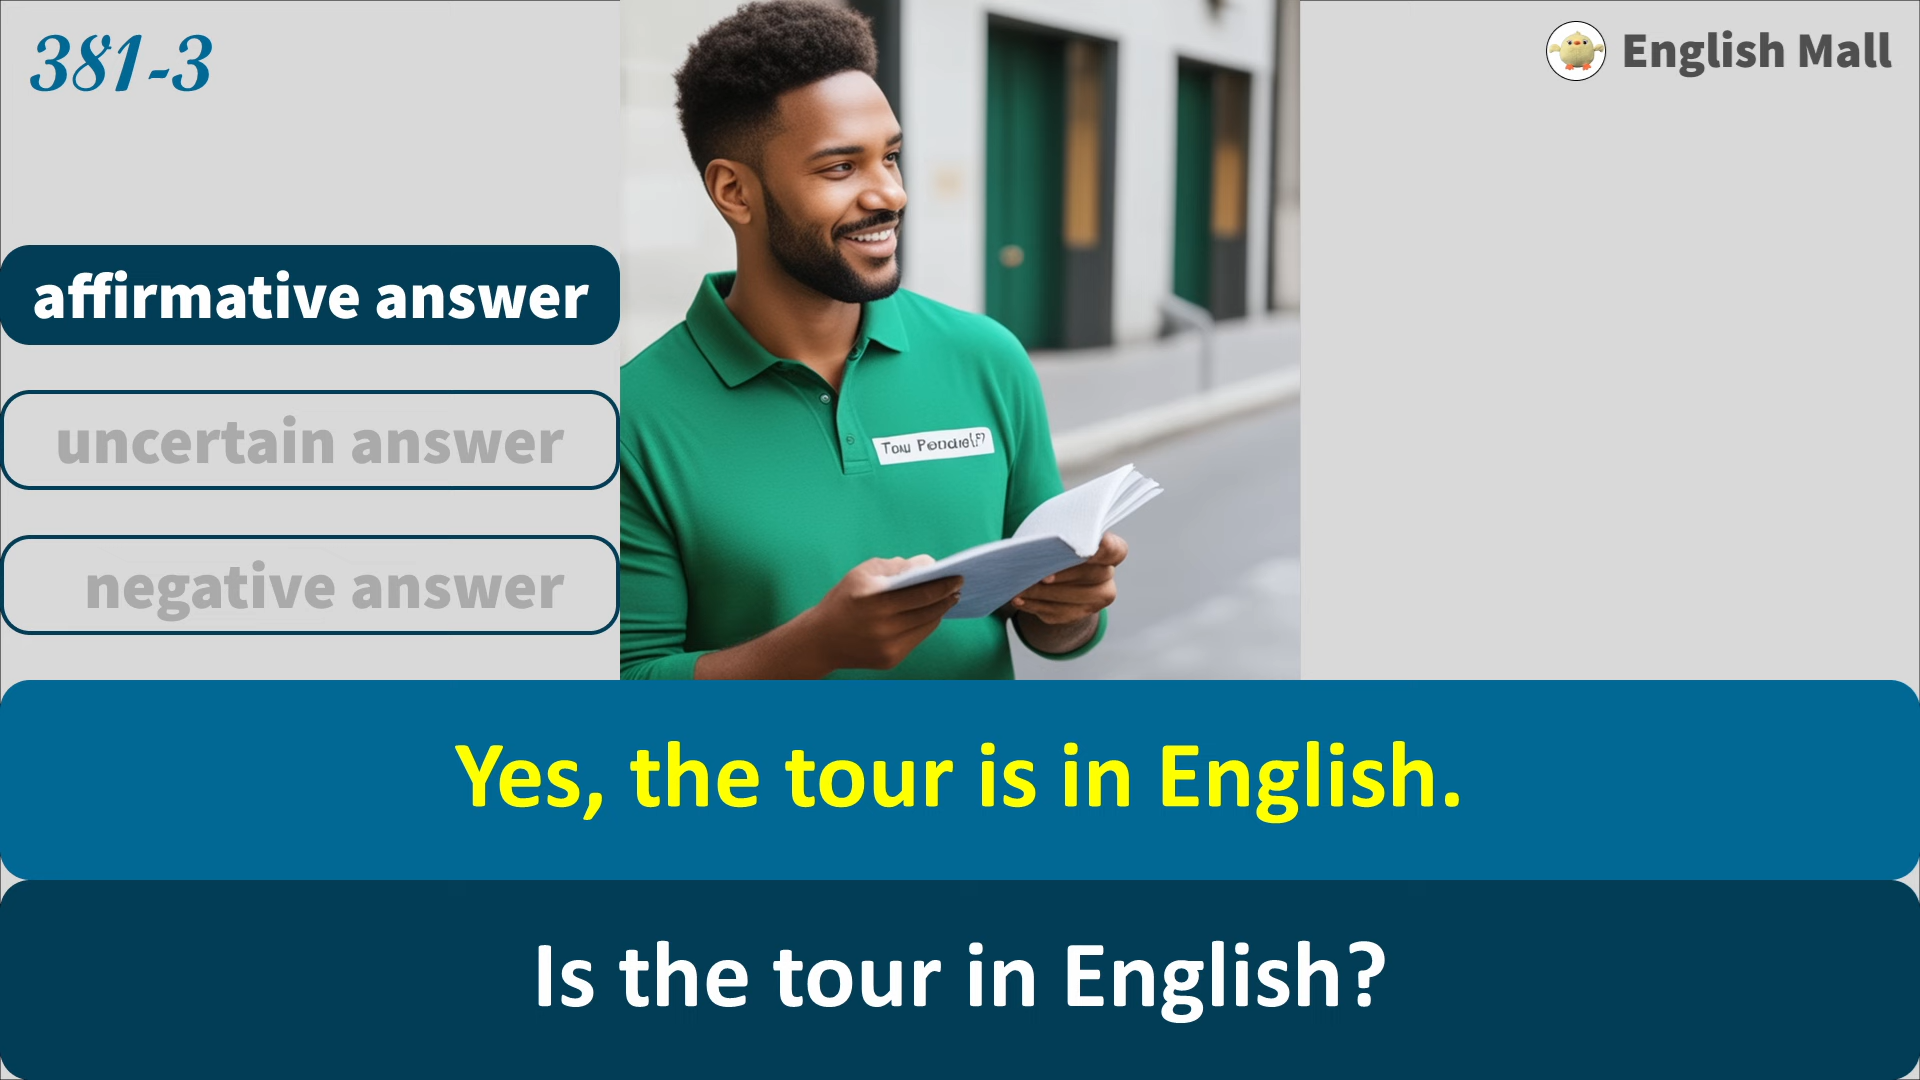 381-3
English Mall
affirmative answer
uncertain answer
negative answer
Yes, the tour is in English.
Is the tour in English?